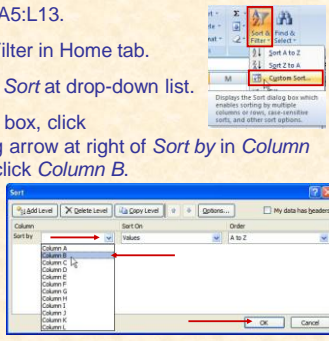 A5:L13.
Filter in Home tab.
Sort at drop-down list.
box, click
arrow at right of Sort by in Column
click Column B.
Sort & Filter
Find & Select
Sort A to Z
Sort Z to A
Custom Sort...
M
Displays the Sort dialog box which
enables sorting by multiple
columns or rows, case-sensitive
sorts, and other sort options.
Sort
Add Level Delete Level Copy Level Options... My data has headers
Column Sort On Order
Sort by Values A to Z
Column A
Column B
Column C
Column D
Column E
Column F
Column G
Column H
Column I
Column J
Column K
Column L
OK Cancel